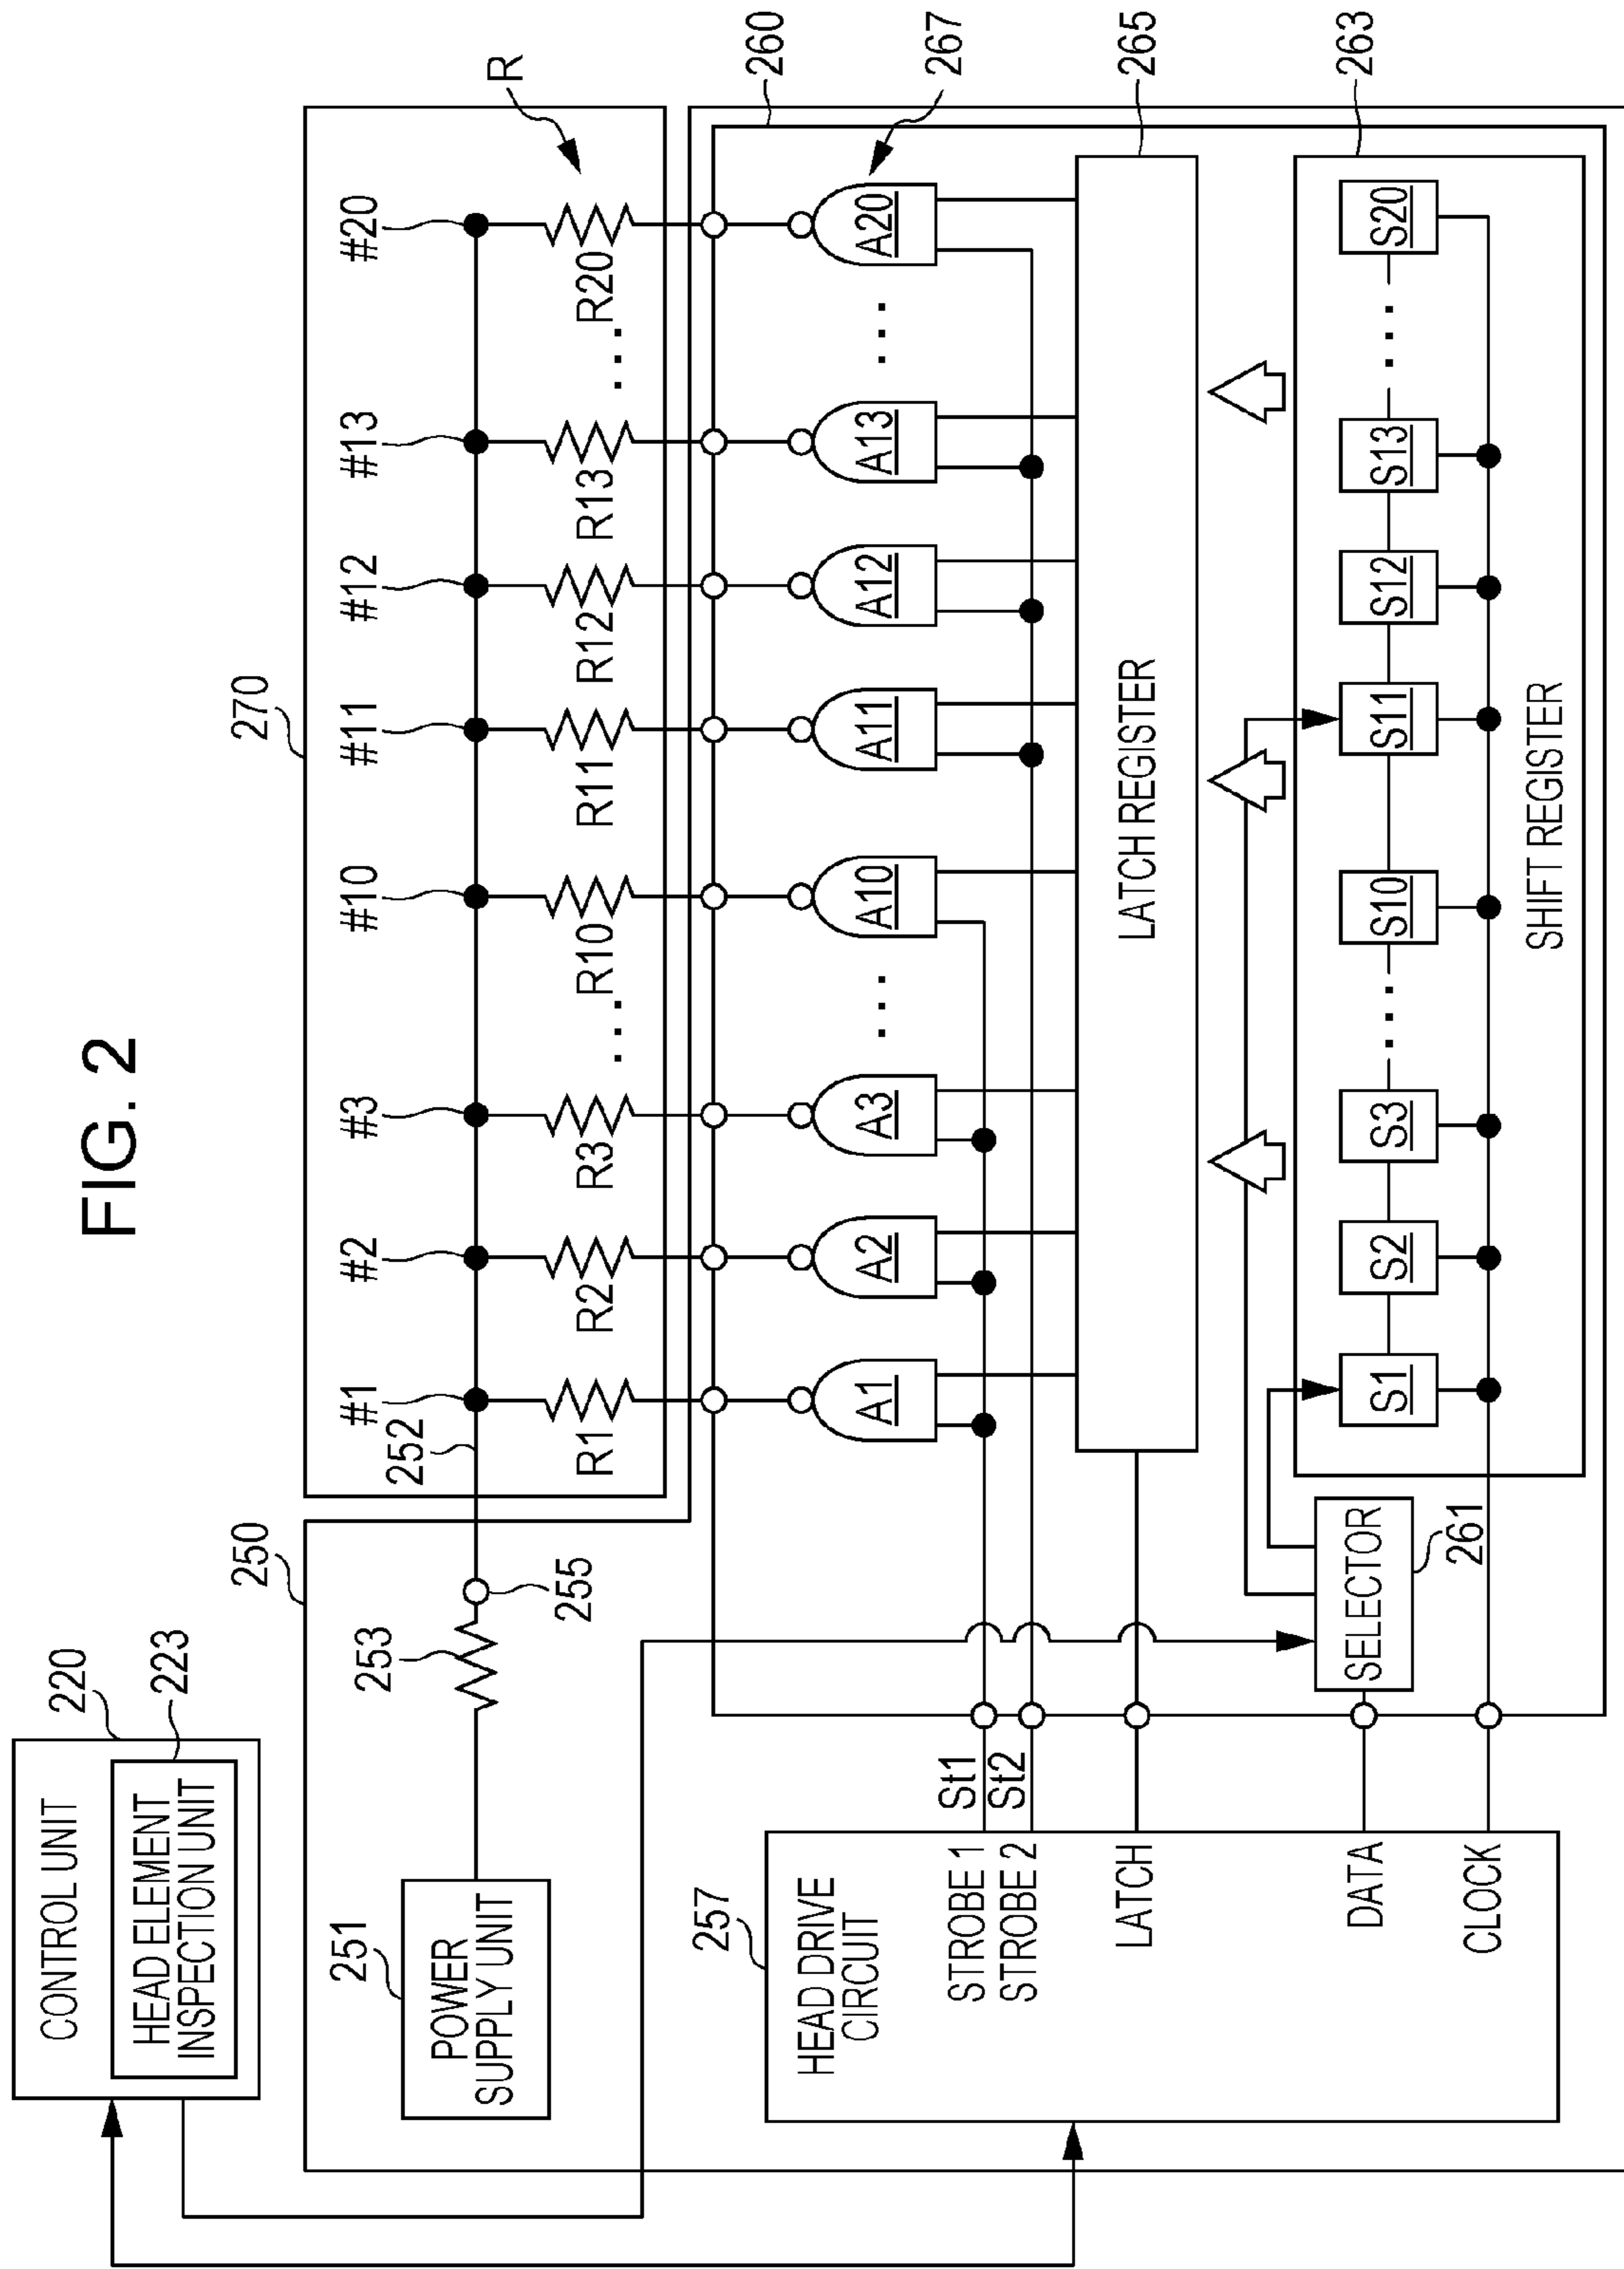 FIG. 2
220
CONTROL UNIT
223
HEAD ELEMENT
INSPECTION UNIT
250
270
251
POWER
SUPPLY UNIT
253
255
252
#1
#2
#3
#10
#11
#12
#13
#20
R
R1
R2
R3
...
R10
R11
R12
R13
...
R20
260
267
A1
A2
A3
...
A10
A11
A12
A13
...
A20
257
HEAD DRIVE
CIRCUIT
STROBE 1
St1
STROBE 2
St2
LATCH
LATCH REGISTER
265
DATA
SELECTOR
261
263
S1
S2
S3
...
S10
S11
S12
S13
...
S20
CLOCK
SHIFT REGISTER